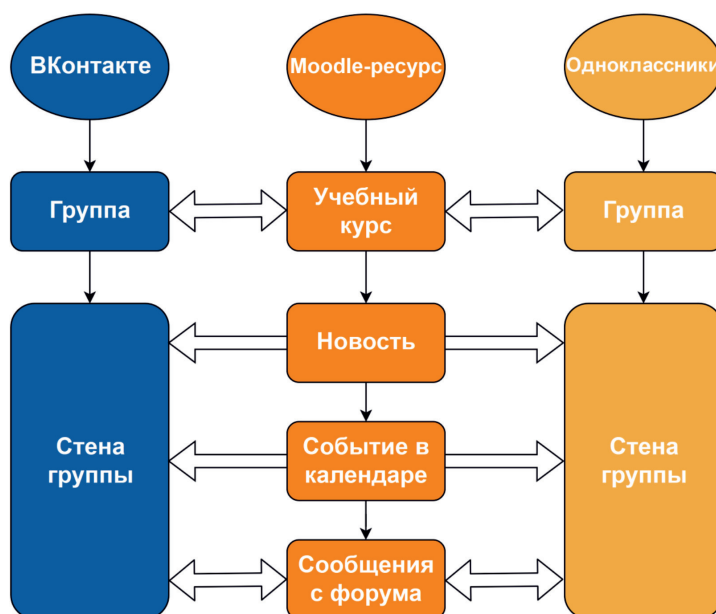 ВКонтакте
Moodle-ресурс
Одноклассники
Группа
Учебный
курс
Группа
Новость
Стена
группы
Событие в
календаре
Стена
группы
Сообщения
с форума